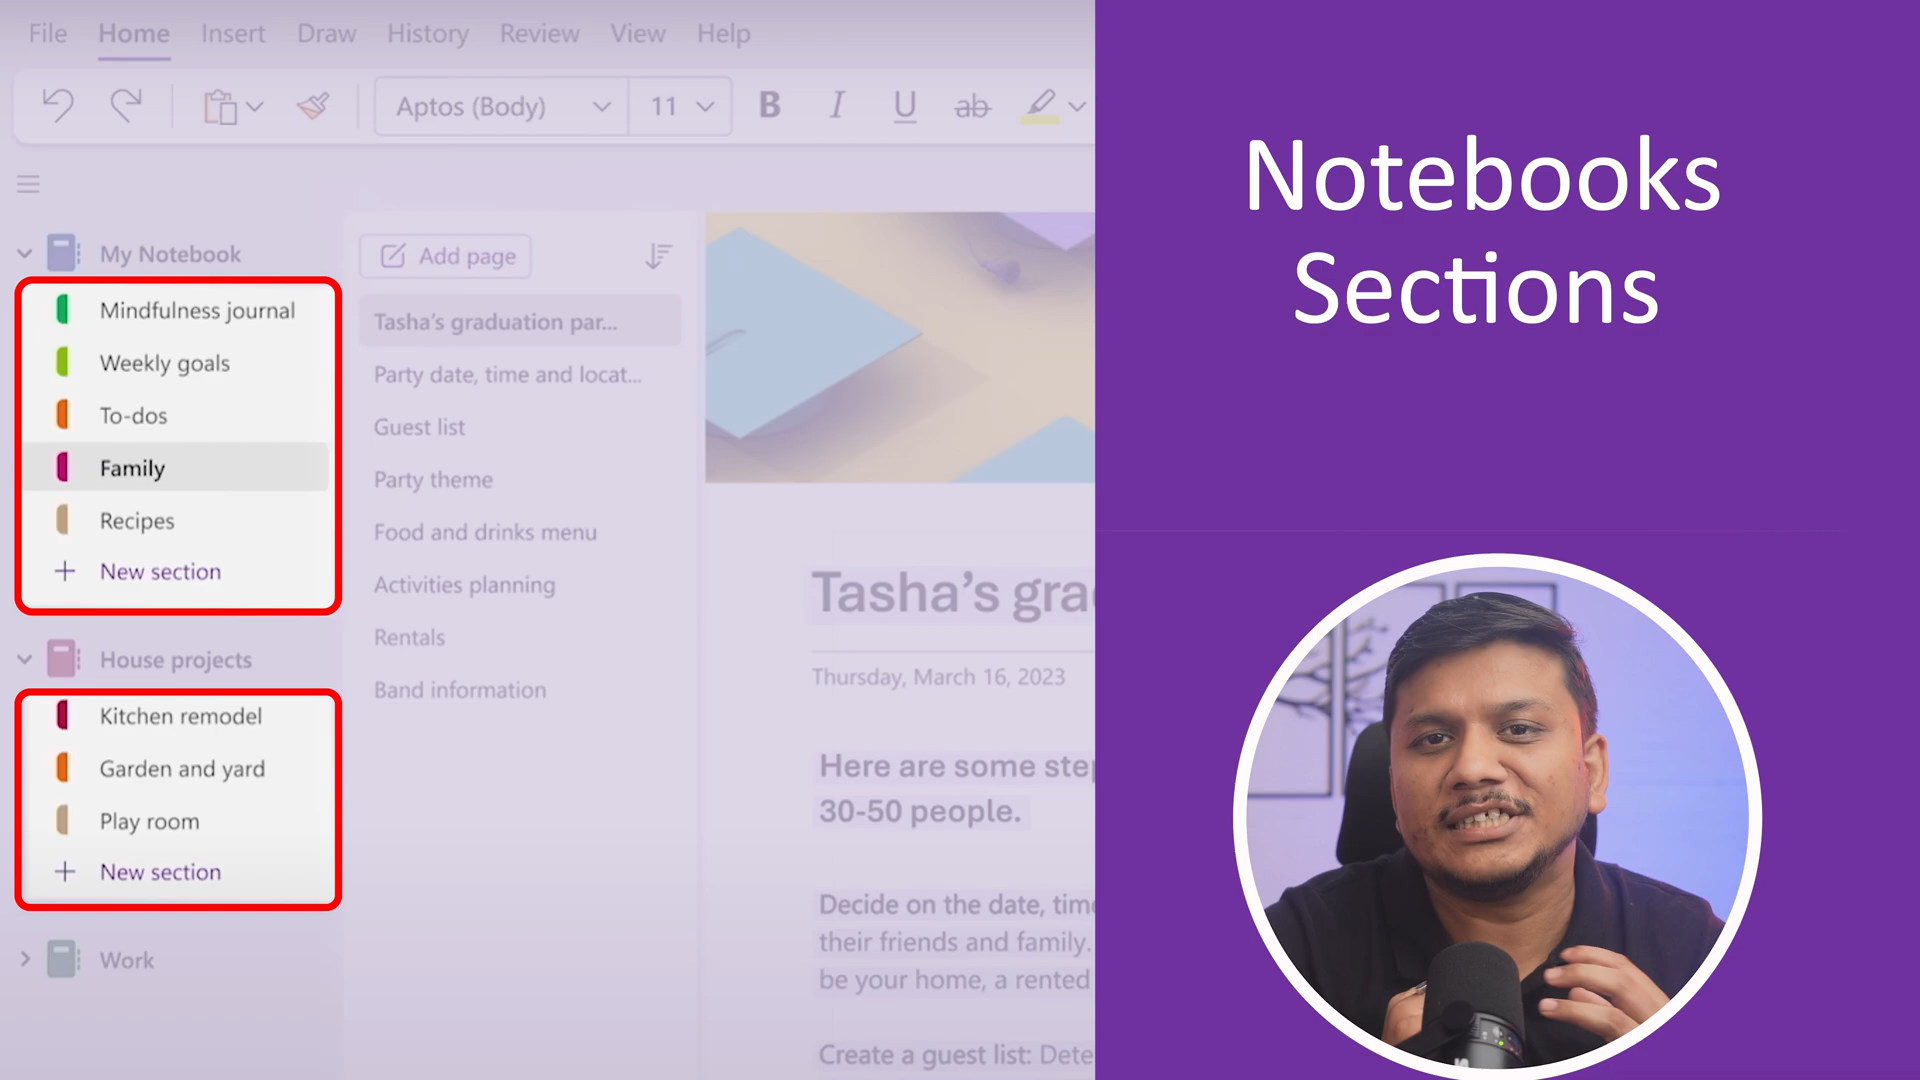 File Home Insert Draw History Review View Help
Aptos (Body) 11 B I U ab
My Notebook
Mindfulness journal
Weekly goals
To-dos
Family
Recipes
+ New section
House projects
Kitchen remodel
Garden and yard
Play room
+ New section
Work
Add page
Tasha's graduation par...
Party date, time and locat...
Guest list
Party theme
Food and drinks menu
Activities planning
Rentals
Band information
Tasha's gra
Thursday, March 16, 2023
Here are some step
30-50 people.
Decide on the date, time
their friends and family.
be your home, a rented
Create a guest list: Dete
Notebooks
Sections